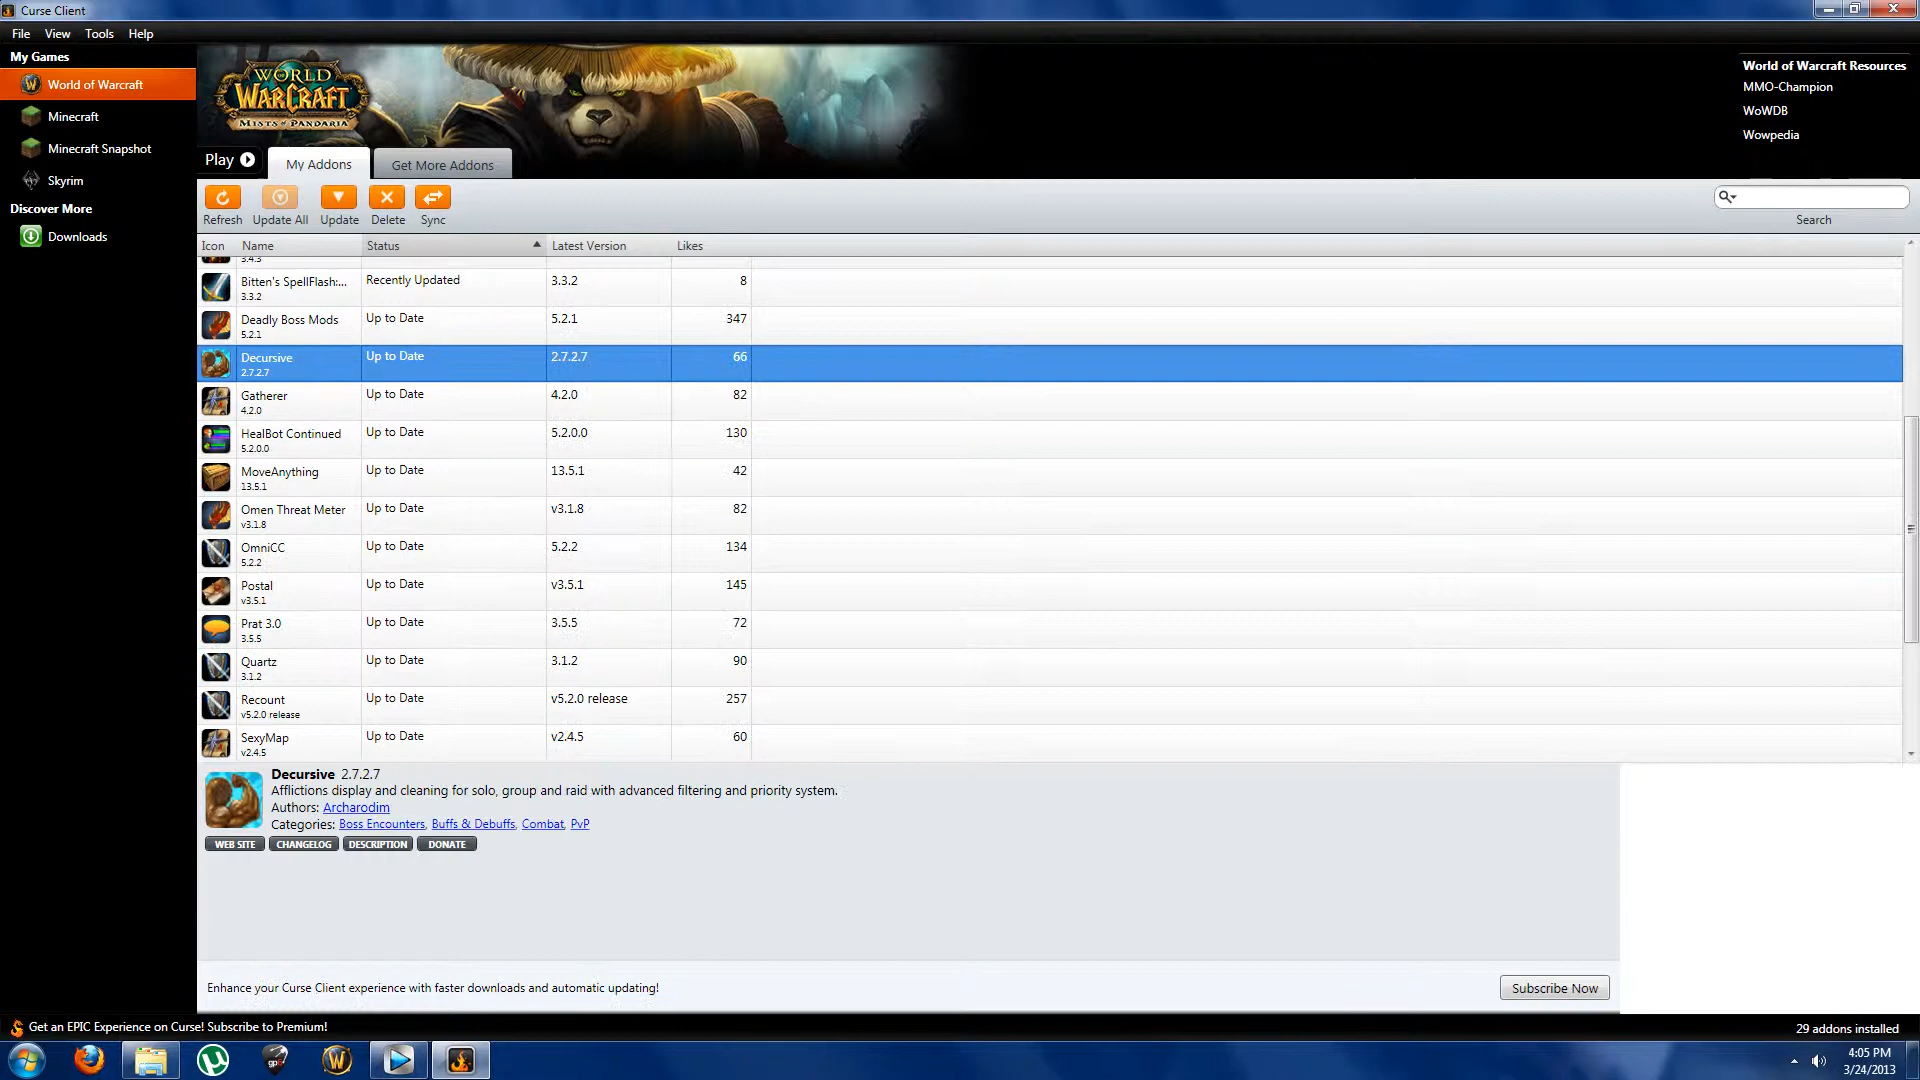 Curse Client
File View Tools Help
My Games
World of Warcraft
Minecraft
Minecraft Snapshot
Skyrim
Discover More
Downloads
WORLD
WARCRAFT
MISTS of PANDARIA
World of Warcraft Resources
MMO-Champion
WoWDB
Wowpedia
Play My Addons Get More Addons
Refresh Update All Update Delete Sync
Search
Icon Name Status Latest Version Likes
3.4.3
Bitten's SpellFlash:... Recently Updated 3.3.2 8
3.3.2
Deadly Boss Mods Up to Date 5.2.1 347
5.2.1
Decursive Up to Date 2.7.2.7 66
2.7.2.7
Gatherer Up to Date 4.2.0 82
4.2.0
HealBot Continued Up to Date 5.2.0.0 130
5.2.0.0
MoveAnything Up to Date 13.5.1 42
13.5.1
Omen Threat Meter Up to Date v3.1.8 82
v3.1.8
OmniCC Up to Date 5.2.2 134
5.2.2
Postal Up to Date v3.5.1 145
v3.5.1
Prat 3.0 Up to Date 3.5.5 72
3.5.5
Quartz Up to Date 3.1.2 90
3.1.2
Recount Up to Date v5.2.0 release 257
v5.2.0 release
SexyMap Up to Date v2.4.5 60
v2.4.5
Decursive 2.7.2.7
Afflictions display and cleaning for solo, group and raid with advanced filtering and priority system.
Authors: Archarodim
Categories: Boss Encounters, Buffs & Debuffs, Combat, PvP
WEB SITE CHANGELOG DESCRIPTION DONATE
Enhance your Curse Client experience with faster downloads and automatic updating!
Subscribe Now
Get an EPIC Experience on Curse! Subscribe to Premium!
29 addons installed
4:05 PM
3/24/2013